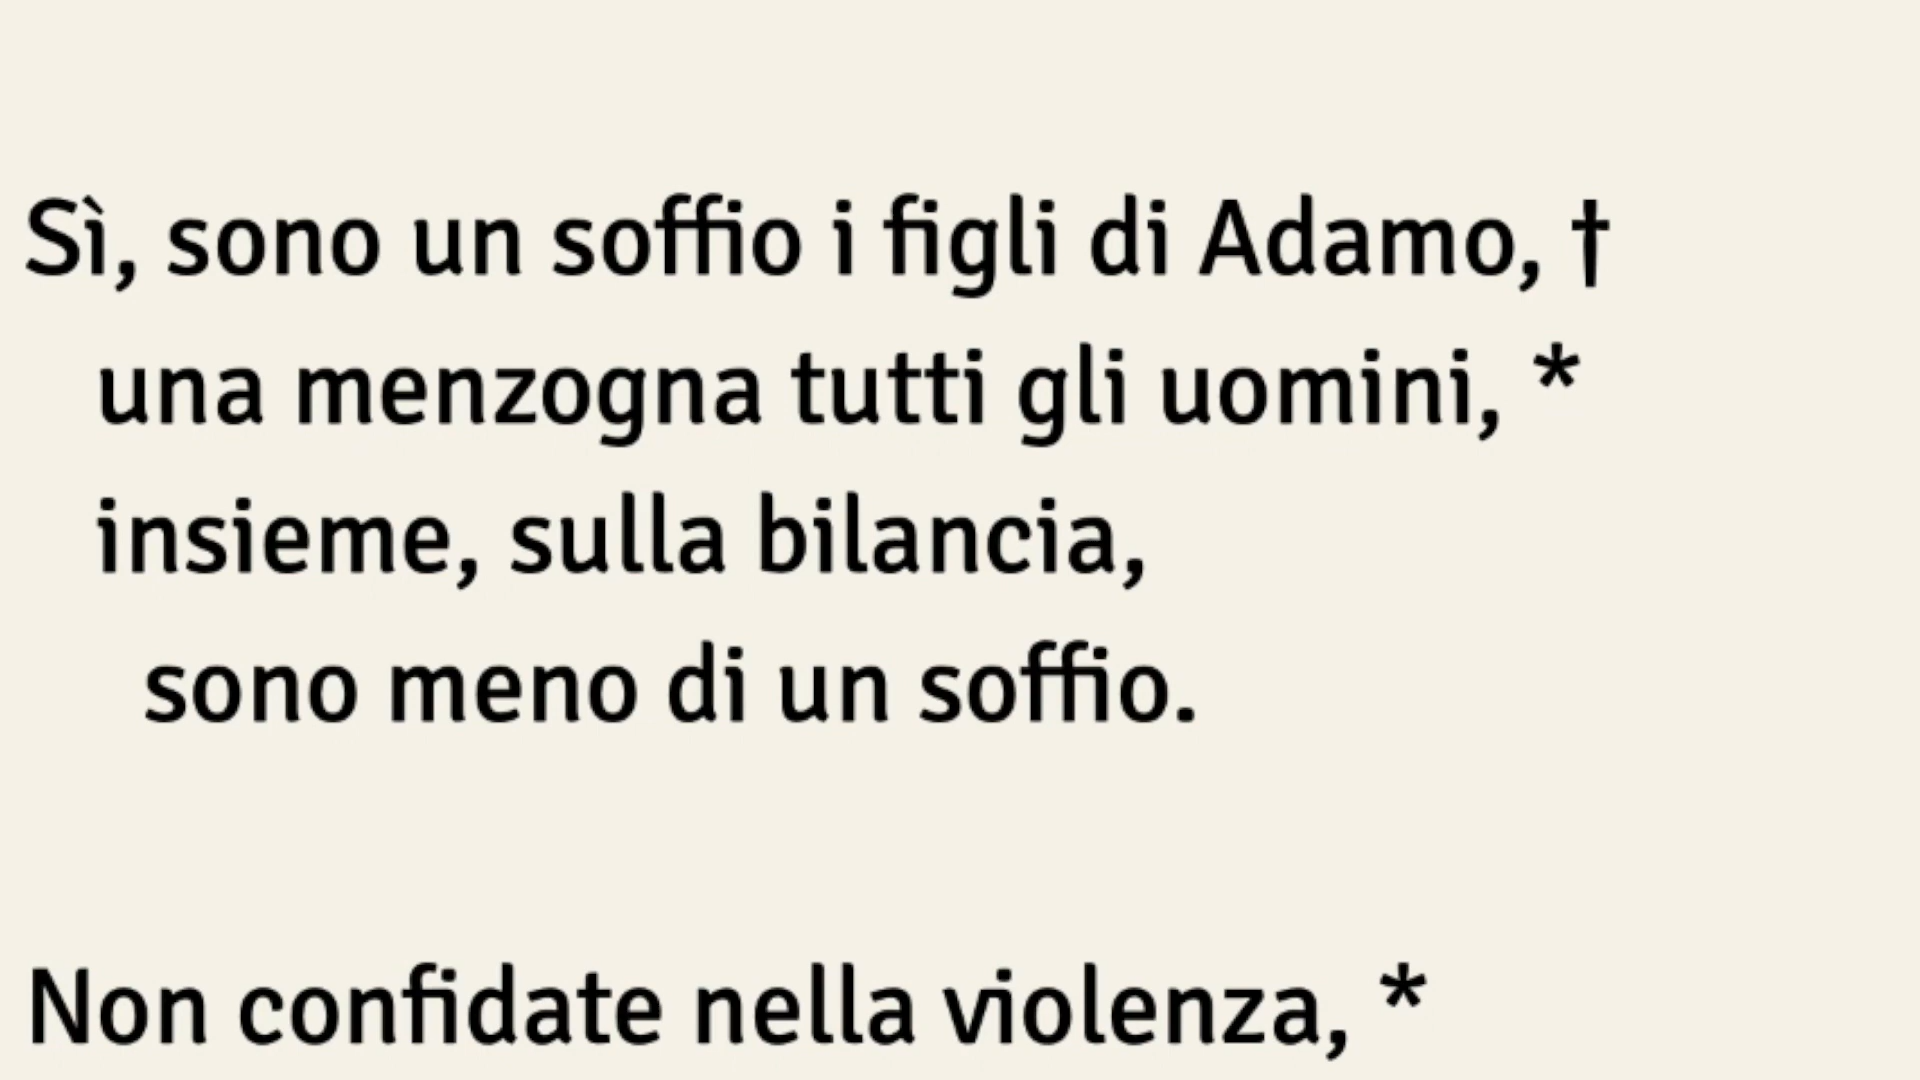 Sì, sono un soffio i figli di Adamo, †
una menzogna tutti gli uomini, *
insieme, sulla bilancia,
sono meno di un soffio.
Non confidate nella violenza, *